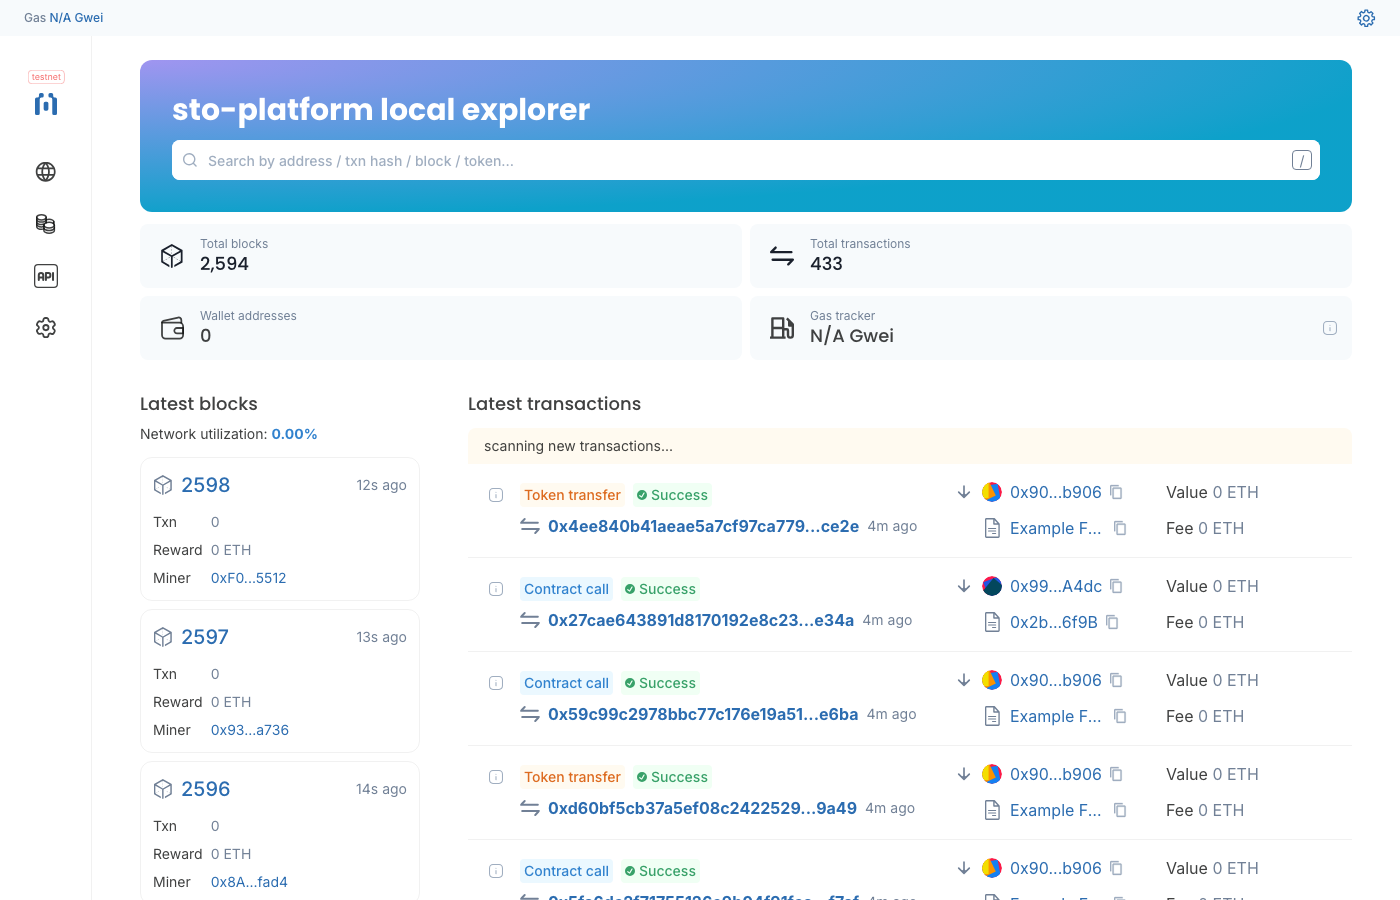 Gas N/A Gwei
testnet
API
sto-platform local explorer
Search by address / txn hash / block / token...
/
Total blocks
2,594
Total transactions
433
Wallet addresses
0
Gas tracker
N/A Gwei
Latest blocks
Network utilization: 0.00%
2598 12s ago
Txn 0
Reward 0 ETH
Miner 0xF0...5512
2597 13s ago
Txn 0
Reward 0 ETH
Miner 0x93...a736
2596 14s ago
Txn 0
Reward 0 ETH
Miner 0x8A...fad4
Latest transactions
scanning new transactions...
Token transfer Success
0x4ee840b41aeae5a7cf97ca779...ce2e 4m ago
0x90...b906
Example F...
Value 0 ETH
Fee 0 ETH
Contract call Success
0x27cae643891d8170192e8c23...e34a 4m ago
0x99...A4dc
0x2b...6f9B
Value 0 ETH
Fee 0 ETH
Contract call Success
0x59c99c2978bbc77c176e19a51...e6ba 4m ago
0x90...b906
Example F...
Value 0 ETH
Fee 0 ETH
Token transfer Success
0xd60bf5cb37a5ef08c2422529...9a49 4m ago
0x90...b906
Example F...
Value 0 ETH
Fee 0 ETH
Contract call Success
0x90...b906
Value 0 ETH